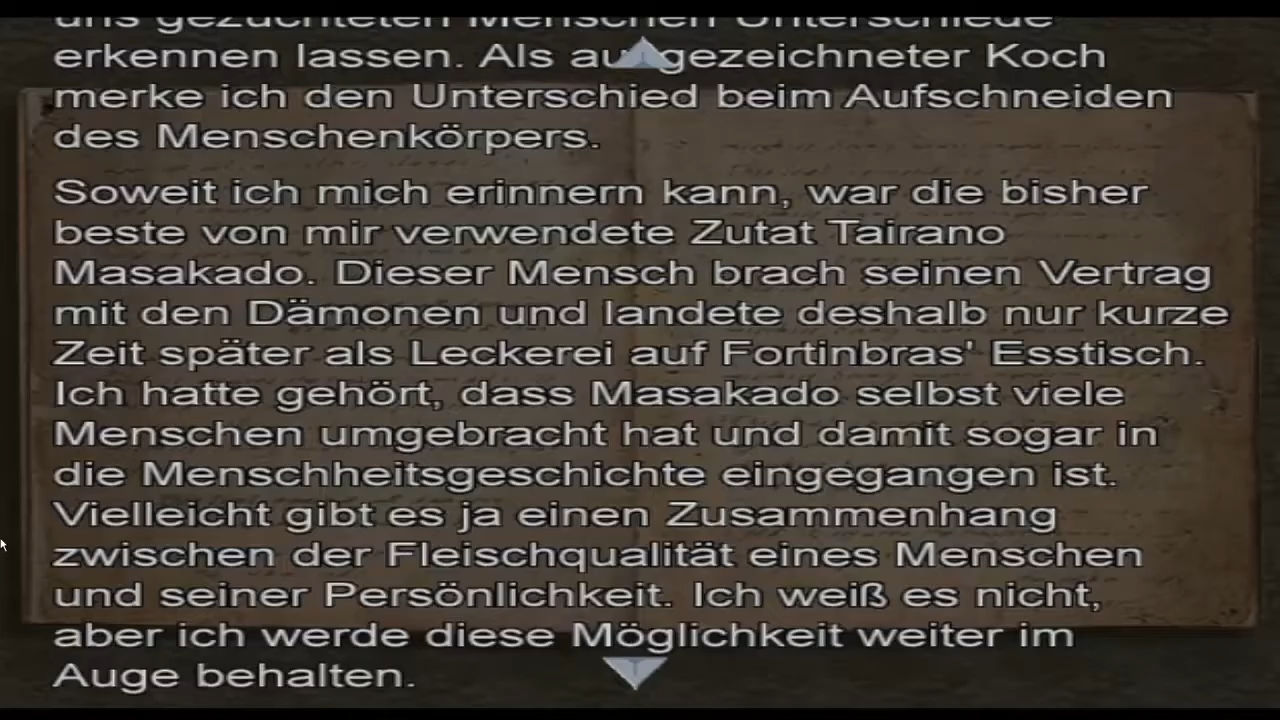 uns gezüchteten Menschen Unterschiede
erkennen lassen. Als ausgezeichneter Koch
merke ich den Unterschied beim Aufschneiden
des Menschenkörpers.
Soweit ich mich erinnern kann, war die bisher
beste von mir verwendete Zutat Tairano
Masakado. Dieser Mensch brach seinen Vertrag
mit den Dämonen und landete deshalb nur kurze
Zeit später als Leckerei auf Fortinbras' Esstisch.
Ich hatte gehört, dass Masakado selbst viele
Menschen umgebracht hat und damit sogar in
die Menschheitsgeschichte eingegangen ist.
Vielleicht gibt es ja einen Zusammenhang
zwischen der Fleischqualität eines Menschen
und seiner Persönlichkeit. Ich weiß es nicht,
aber ich werde diese Möglichkeit weiter im
Auge behalten.